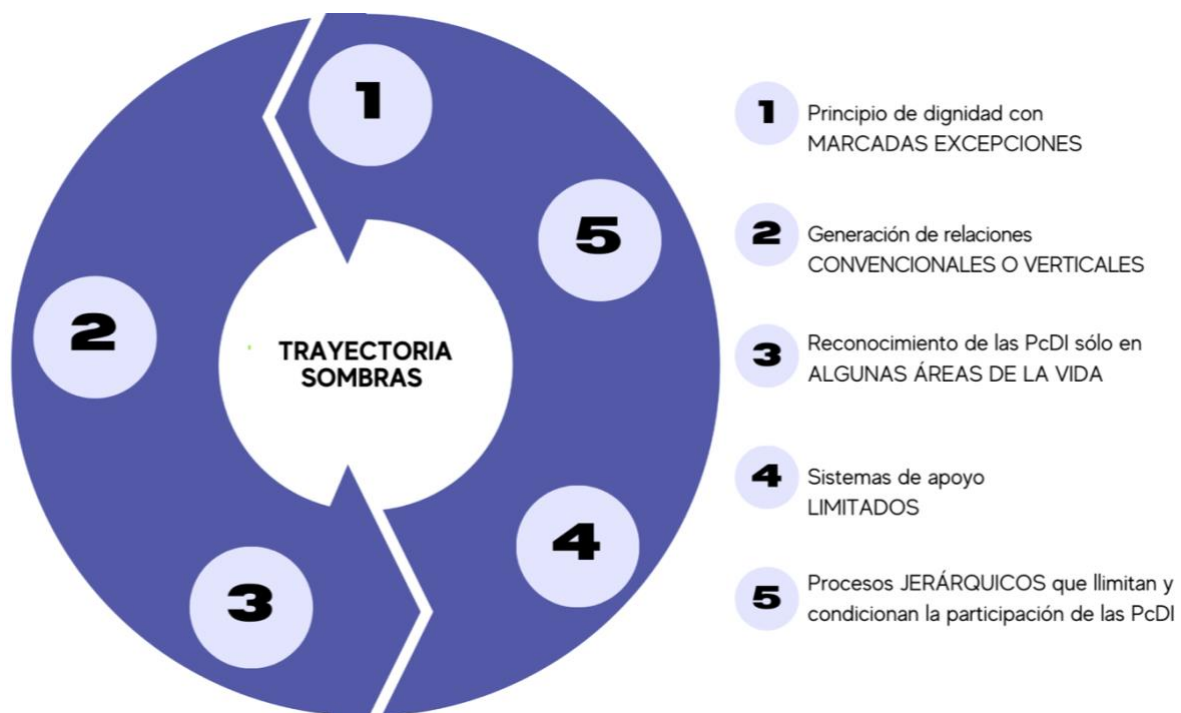 1
5
2
TRAYECTORIA
SOMBRAS
4
3
1 Principio de dignidad con
MARCADAS EXCEPCIONES
2 Generación de relaciones
CONVENCIONALES O VERTICALES
3 Reconocimiento de las PcDI sólo en
ALGUNAS ÁREAS DE LA VIDA
4 Sistemas de apoyo
LIMITADOS
5 Procesos JERÁRQUICOS que llimitan y
condicionan la participación de las PcDI